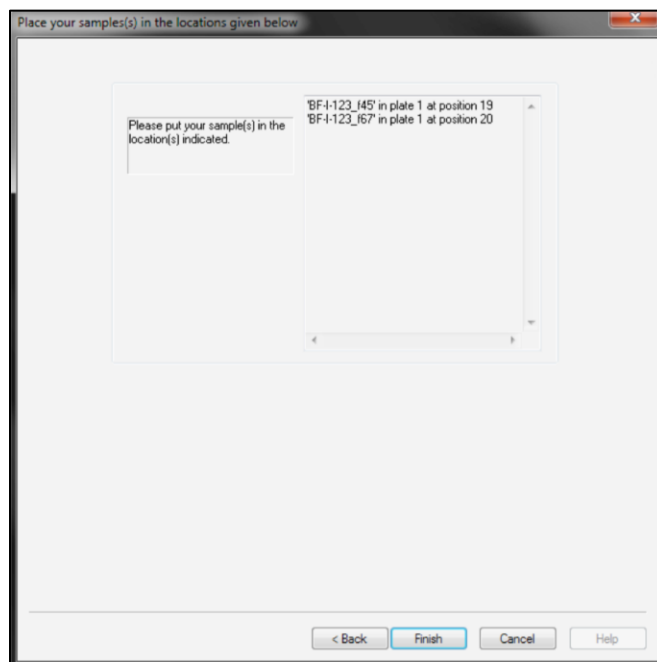 Place your samples(s) in the locations given below
Please put your sample(s) in the
location(s) indicated.
'BF-I-123_f45' in plate 1 at position 19
'BF-I-123_f67' in plate 1 at position 20
< Back
Finish
Cancel
Help